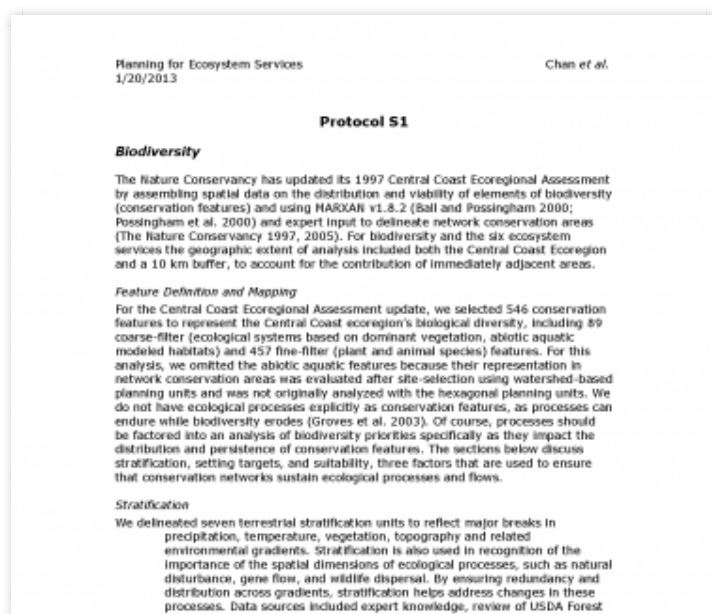 Planning for Ecosystem Services Chan et al.
1/20/2013
Protocol S1
Biodiversity
The Nature Conservancy has updated its 1997 Central Coast Ecoregional Assessment
by assembling spatial data on the distribution and viability of elements of biodiversity
(conservation features) and using MARXAN v1.8.2 (Ball and Possingham 2000;
Possingham et al. 2000) and expert input to delineate network conservation areas
(The Nature Conservancy 1997, 2005). For biodiversity and the six ecosystem
services the geographic extent of analysis included both the Central Coast Ecoregion
and a 10 km buffer, to account for the contribution of immediately adjacent areas.
Feature Definition and Mapping
For the Central Coast Ecoregional Assessment update, we selected 546 conservation
features to represent the Central Coast ecoregion's biological diversity, including 89
coarse-filter (ecological systems based on dominant vegetation, abiotic aquatic
modeled habitats) and 457 fine-filter (plant and animal species) features. For this
analysis, we omitted the abiotic aquatic features because their representation in
network conservation areas was evaluated after site-selection using watershed-based
planning units and was not originally analyzed with the hexagonal planning units. We
do not have ecological processes explicitly as conservation features, as processes can
endure while biodiversity erodes (Groves et al. 2003). Of course, processes should
be factored into an analysis of biodiversity priorities specifically as they impact the
distribution and persistence of conservation features. The sections below discuss
stratification, setting targets, and suitability, three factors that are used to ensure
that conservation networks sustain ecological processes and flows.
Stratification
We delineated seven terrestrial stratification units to reflect major breaks in
precipitation, temperature, vegetation, topography and related
environmental gradients. Stratification is also used in recognition of the
importance of the spatial dimensions of ecological processes, such as natural
disturbance, gene flow, and wildlife dispersal. By ensuring redundancy and
distribution across gradients, stratification helps address changes in these
processes. Data sources included expert knowledge, review of USDA Forest